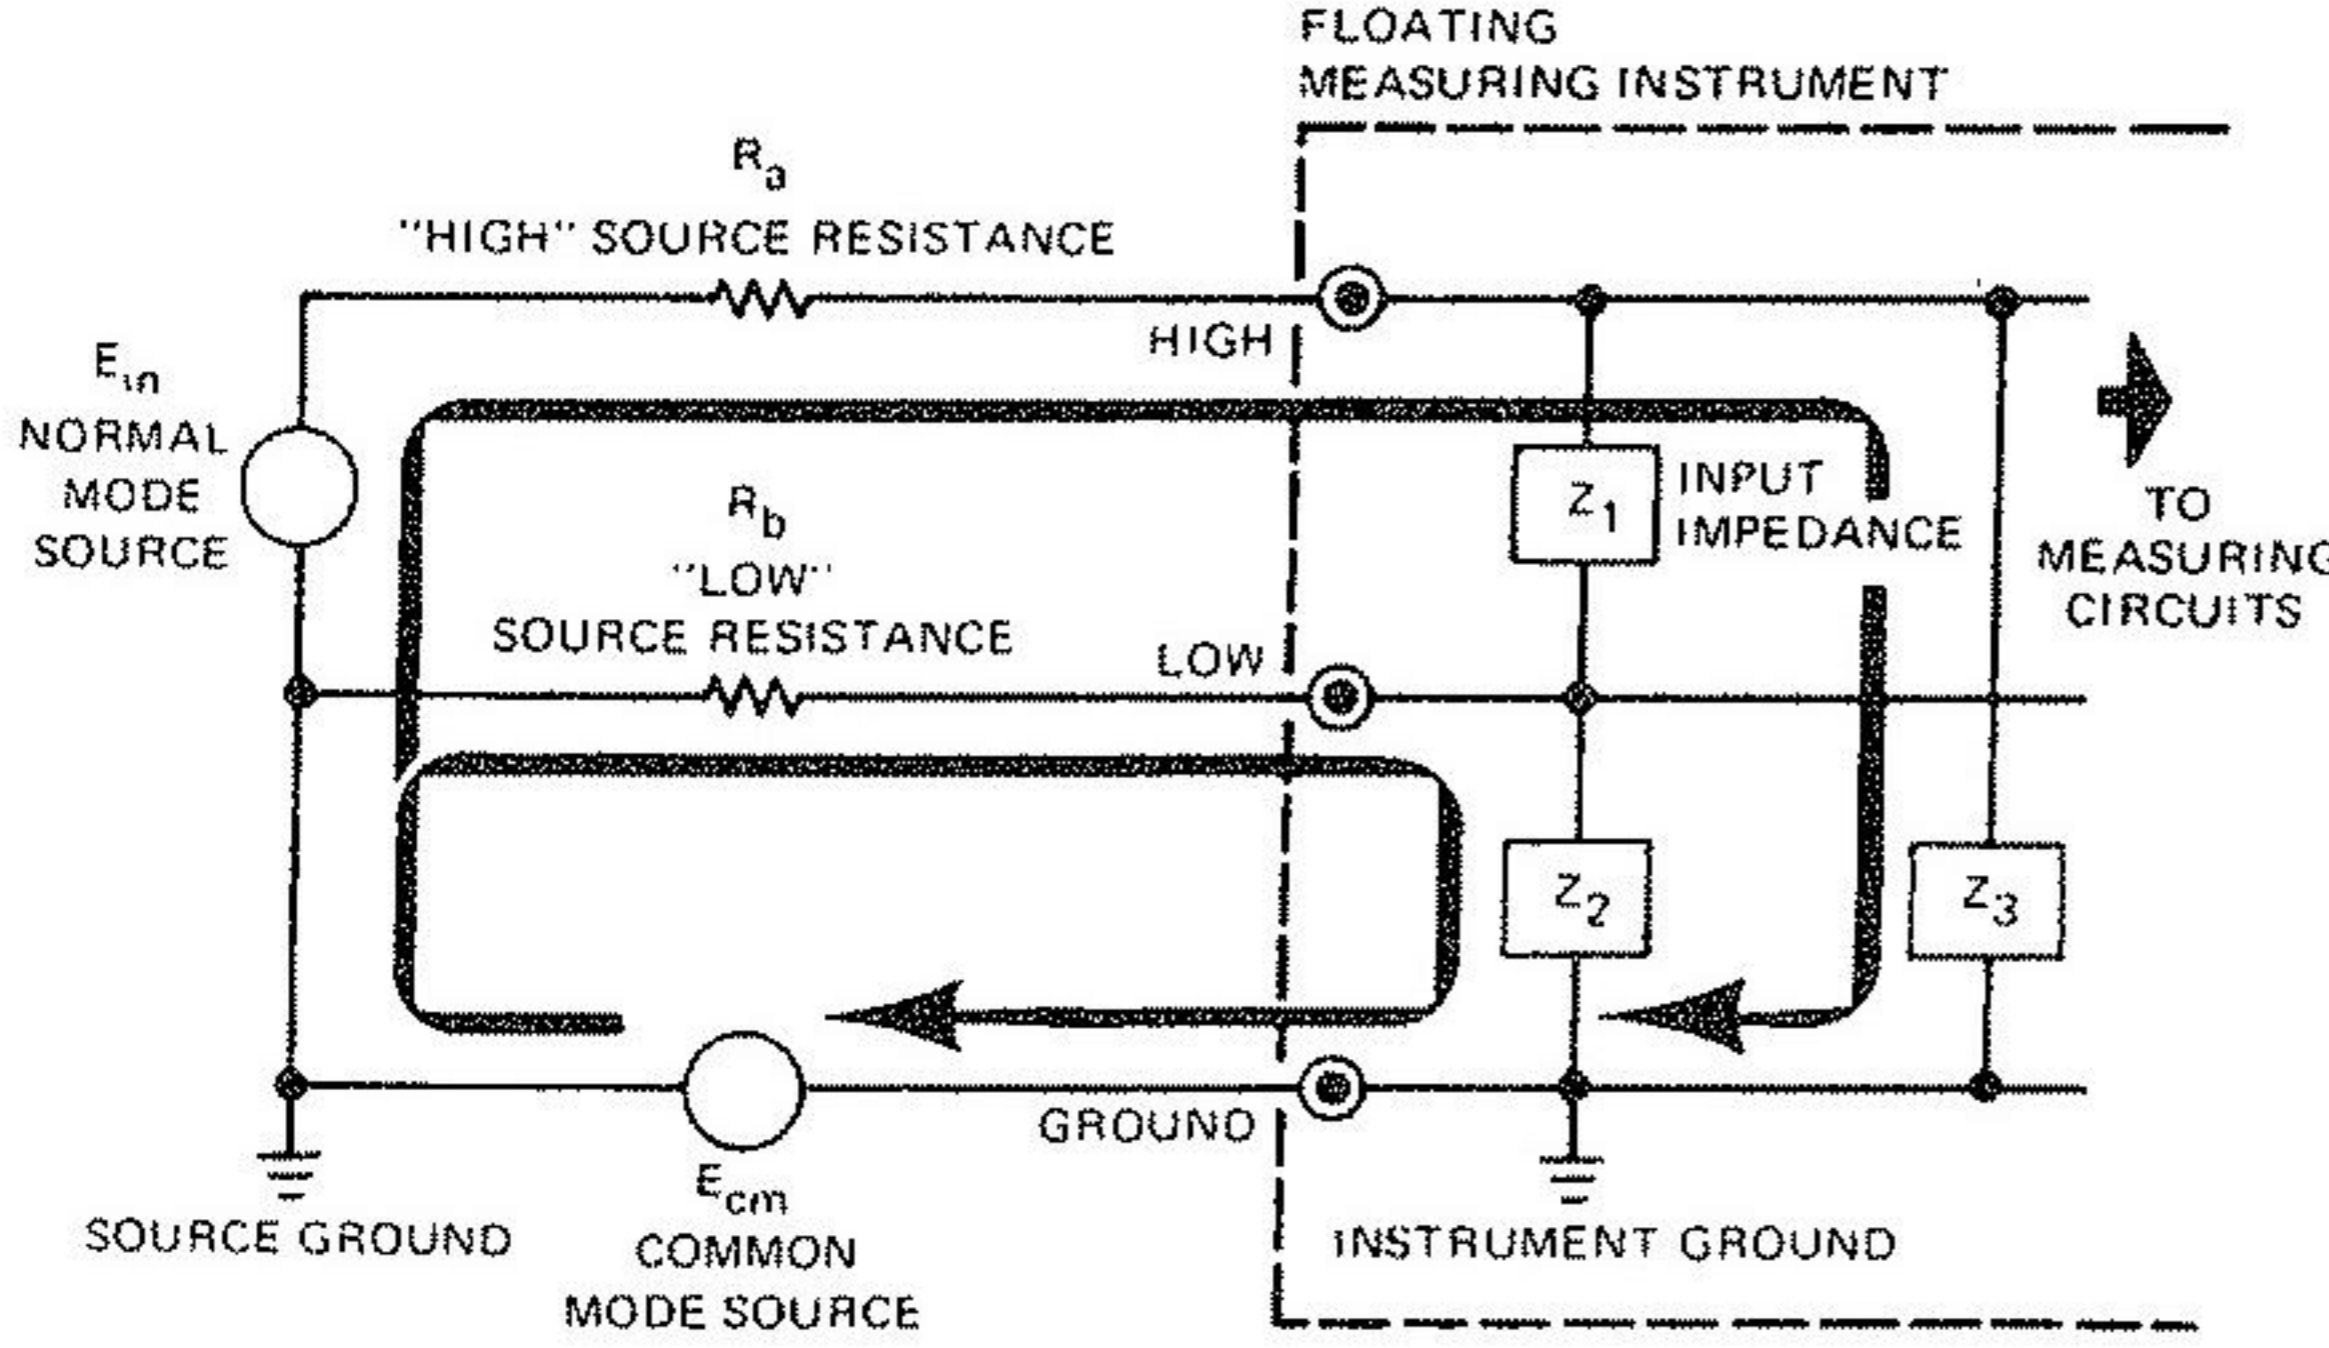 FLOATING
MEASURING INSTRUMENT
Ra
"HIGH" SOURCE RESISTANCE
HIGH
Ein
NORMAL
MODE
SOURCE
Rb
"LOW"
SOURCE RESISTANCE
LOW
Z1
INPUT
IMPEDANCE
TO
MEASURING
CIRCUITS
Z2
Z3
GROUND
SOURCE GROUND
Ecm
COMMON
MODE SOURCE
INSTRUMENT GROUND